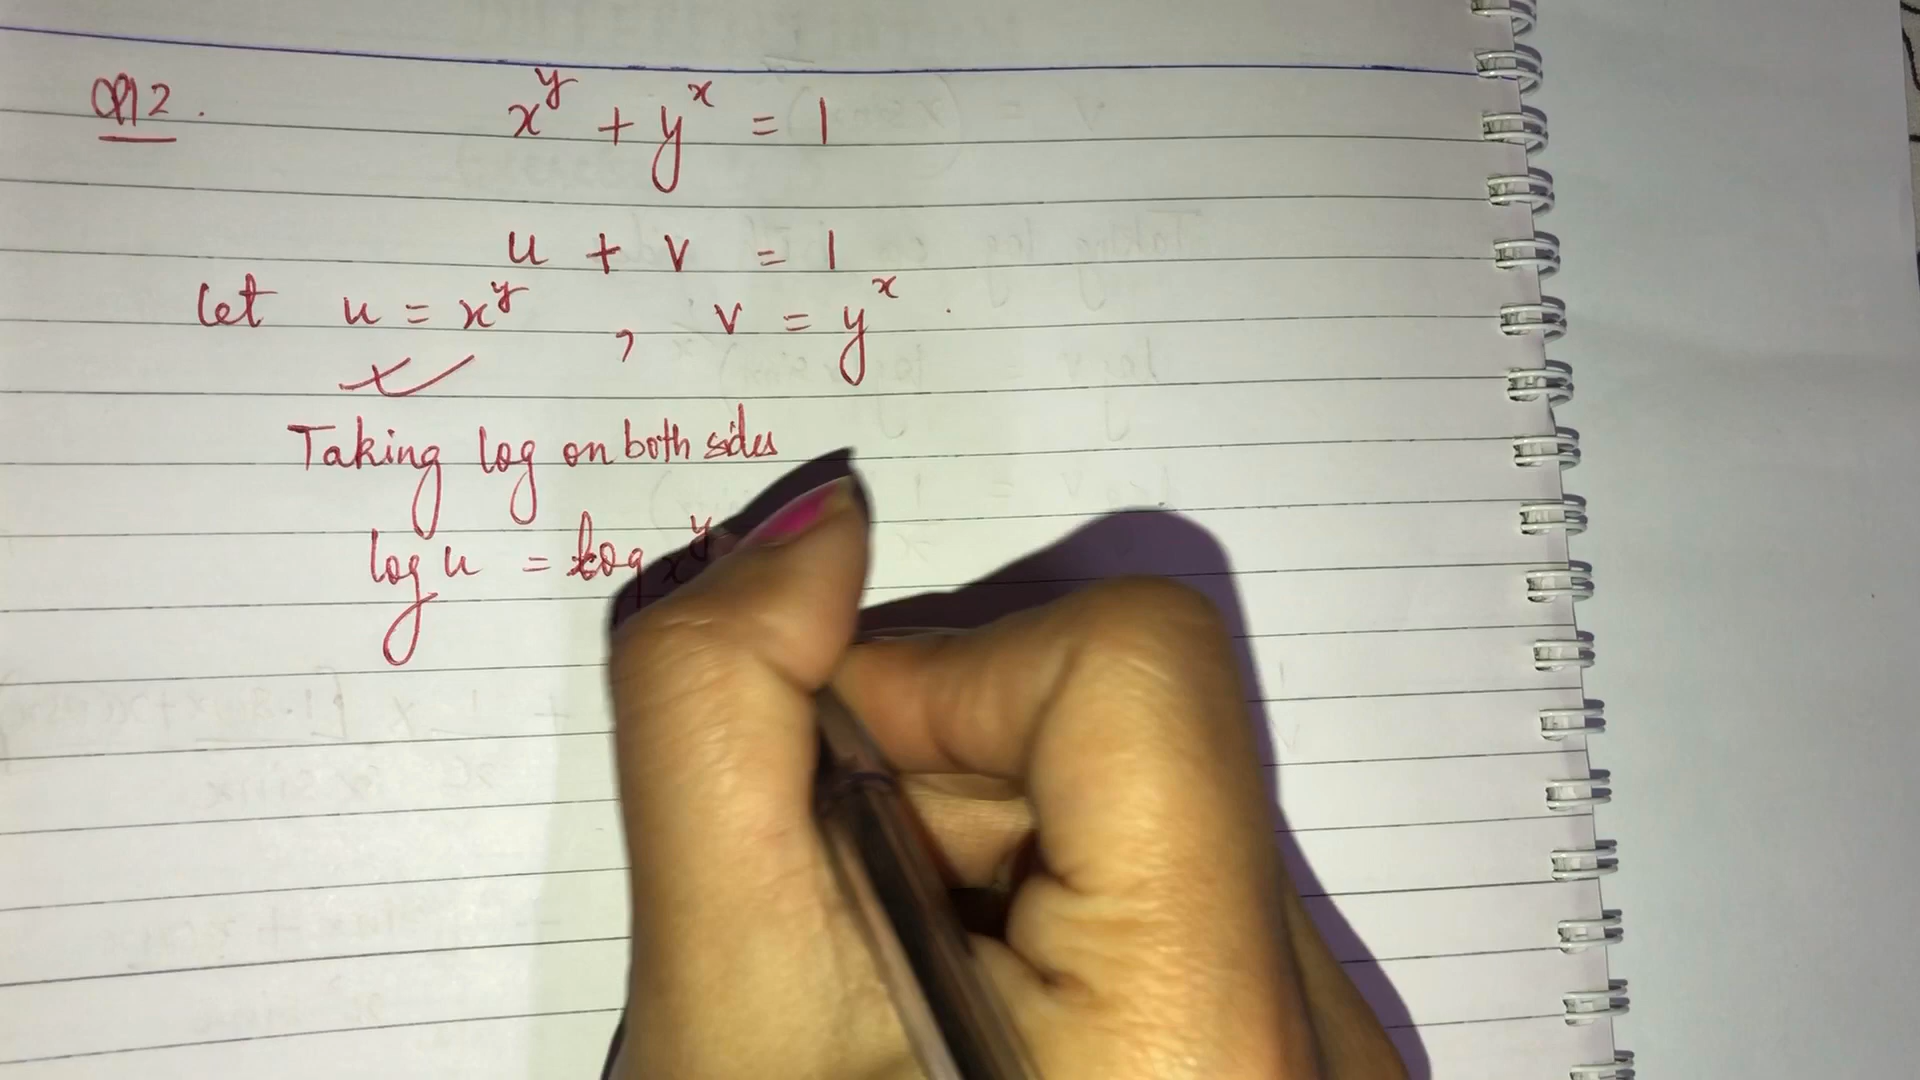 Q12. x^y + y^x = 1
u + v = 1
let u = x^y , v = y^x .
Taking log on both sides
log u = log x^y